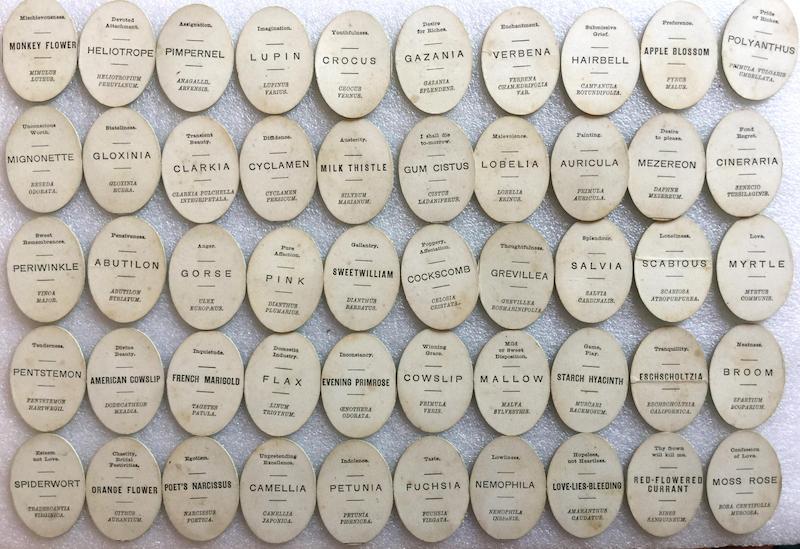 Mischievousness.
MONKEY FLOWER
MIMULUS
LUTEUS.
Devoted
Attachment.
HELIOTROPE
HELIOTROPIUM
PERUVIANUM.
Assignation.
PIMPERNEL
ANAGALLIS,
ARVENSIS.
Imagination.
LUPIN
LUPINUS
VARIUS.
Youthfulness.
CROCUS
CROCUS
VERNUS.
Desire
for Riches.
GAZANIA
GAZANIA
SPLENDENS.
Enchantment.
VERBENA
VERBENA
CHAMÆDRIFOLIA
VAR.
Submissive
Grief.
HAIRBELL
CAMPANULA
ROTUNDIFOLIA.
Preference.
APPLE BLOSSOM
PYRUS
MALUS.
Pride
of Riches.
POLYANTHUS
PRIMULA VULGARIS
UMBELLATA.
Unconscious
Worth.
MIGNONETTE
RESEDA
ODORATA.
Stateliness.
GLOXINIA
GLOXINIA
RUBRA.
Transient
Beauty.
CLARKIA
CLARKIA PULCHELLA
INTEGRIPETALA.
Diffidence.
CYCLAMEN
CYCLAMEN
PERSICUM.
Austerity.
MILK THISTLE
SILYBUM
MARIANUM.
I shall die
to-morrow.
GUM CISTUS
CISTUS
LADANIFERUS.
Malevolence.
LOBELIA
LOBELIA
ERINUS.
Painting.
AURICULA
PRIMULA
AURICULA.
Desire
to please.
MEZEREON
DAPHNE
MEZEREUM.
Fond
Regret.
CINERARIA
SENECIO
TUSSILAGINIS.
Sweet
Remembrances.
PERIWINKLE
VINCA
MAJOR.
Pensiveness.
ABUTILON
ABUTILON
STRIATUM.
Anger.
GORSE
ULEX
EUROPÆUS.
Pure
Affection.
PINK
DIANTHUS
PLUMARIUS.
Gallantry.
SWEETWILLIAM
DIANTHUS
BARBATUS.
Foppery,
Affectation.
COCKSCOMB
CELOSIA
CRISTATA.
Thoughtfulness.
GREVILLEA
GREVILLEA
ROSMARINIFOLIA.
Splendour.
SALVIA
SALVIA
CARDINALIS.
Loneliness.
SCABIOUS
SCABIOSA
ATROPURPUREA.
Love.
MYRTLE
MYRTUS
COMMUNIS.
Tenderness.
PENTSTEMON
PENTSTEMON
HARTWEGII.
Divine
Beauty.
AMERICAN COWSLIP
DODECATHEON
MEADIA.
Inquietude.
FRENCH MARIGOLD
TAGETES
PATULA.
Domestic
Industry.
FLAX
LINUM
TRIGYNUM.
Inconstancy.
EVENING PRIMROSE
ŒNOTHERA
ODORATA.
Winning
Grace.
COWSLIP
PRIMULA
VERIS.
Mild
or Sweet
Disposition.
MALLOW
MALVA
SYLVESTRIS.
Game,
Play.
STARCH HYACINTH
MUSCARI
RACEMOSUM.
Tranquillity.
ESCHSCHOLTZIA
ESCHSCHOLTZIA
CALIFORNICA.
Neatness.
BROOM
SPARTIUM
SCOPARIUM.
Esteem
not Love.
SPIDERWORT
TRADESCANTIA
VIRGINICA.
Chastity,
Bridal
Festivities.
ORANGE FLOWER
CITRUS
AURANTIUM.
Egotism.
POET'S NARCISSUS
NARCISSUS
POETICA.
Unpretending
Excellence.
CAMELLIA
CAMELLIA
JAPONICA.
Indolence.
PETUNIA
PETUNIA
PHŒNICEA.
Taste.
FUCHSIA
FUCHSIA
VIRGATA.
Lowliness.
NEMOPHILA
NEMOPHILA
INSIGNIS.
Hopeless,
not Heartless.
LOVE-LIES-BLEEDING
AMARANTHUS
CAUDATUS.
Thy frown
will kill me.
RED-FLOWERED
CURRANT
RIBES
SANGUINEUM.
Confession
of Love.
MOSS ROSE
ROSA CENTIFOLIA
MUSCOSA.